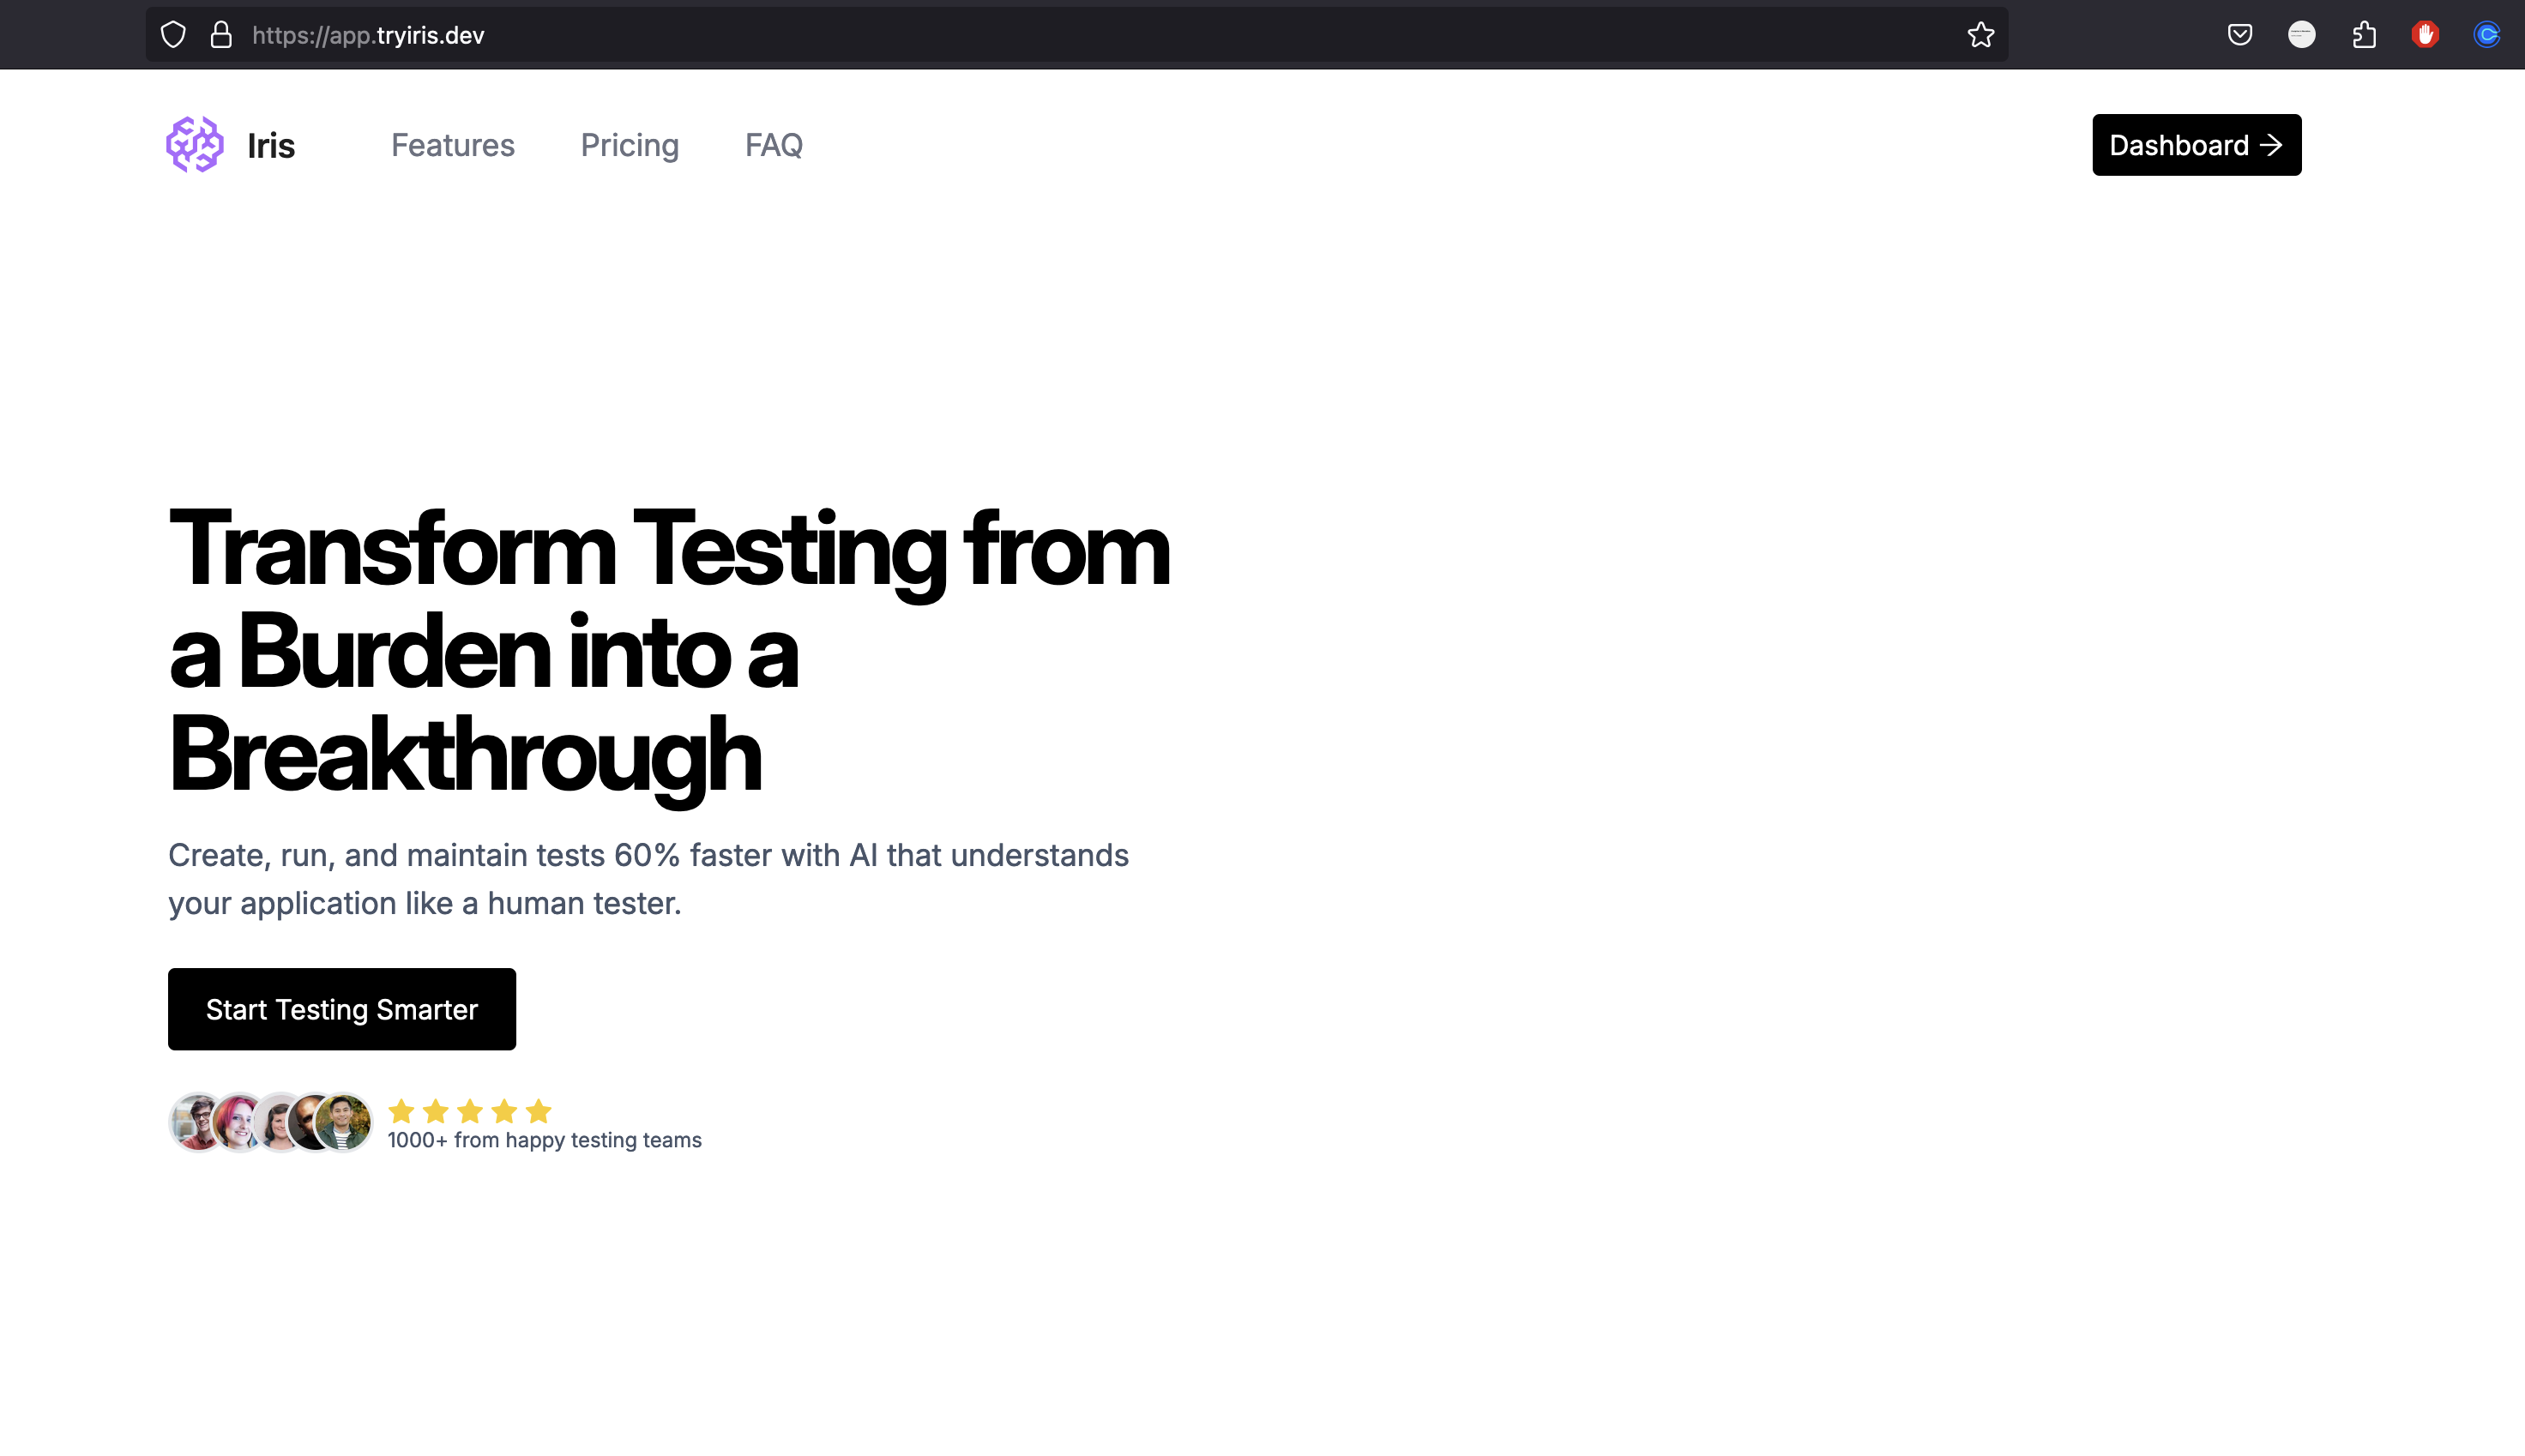 https://app.tryiris.dev
Iris
Features
Pricing
FAQ
Dashboard →
Transform Testing from
a Burden into a
Breakthrough
Create, run, and maintain tests 60% faster with AI that understands
your application like a human tester.
Start Testing Smarter
1000+ from happy testing teams